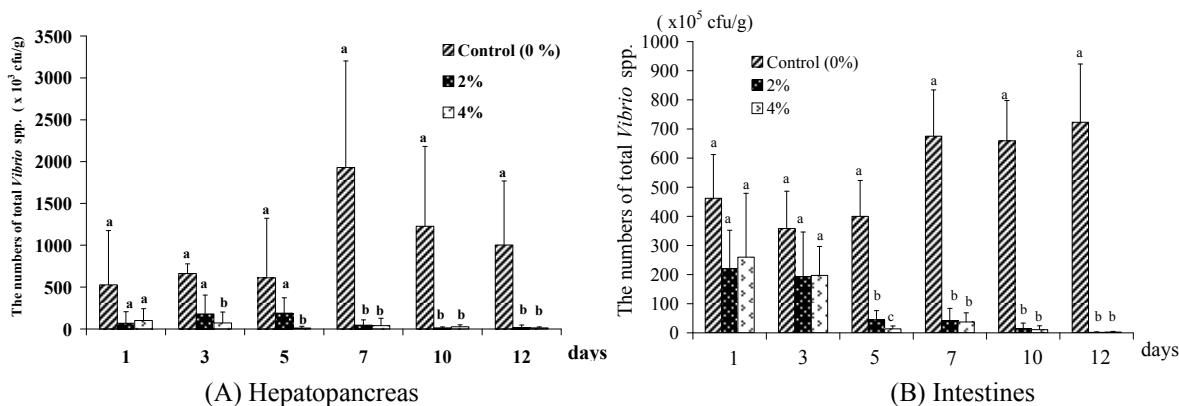 The numbers of total Vibrio spp.
( x 10³ cfu/g)
3500
3000
2500
2000
1500
1000
500
0
Control (0 %)
2%
4%
a
a a
a
a
b
a
a
b
a
b b
a
b b
a
b b
1 3 5 7 10 12 days
(A) Hepatopancreas
( x10⁵ cfu/g)
The numbers of total Vibrio spp.
1000
900
800
700
600
500
400
300
200
100
0
Control (0%)
2%
4%
a
a
a
a
a
a
a
b
c
a
b b
a
b b
a
b b
1 3 5 7 10 12 days
(B) Intestines